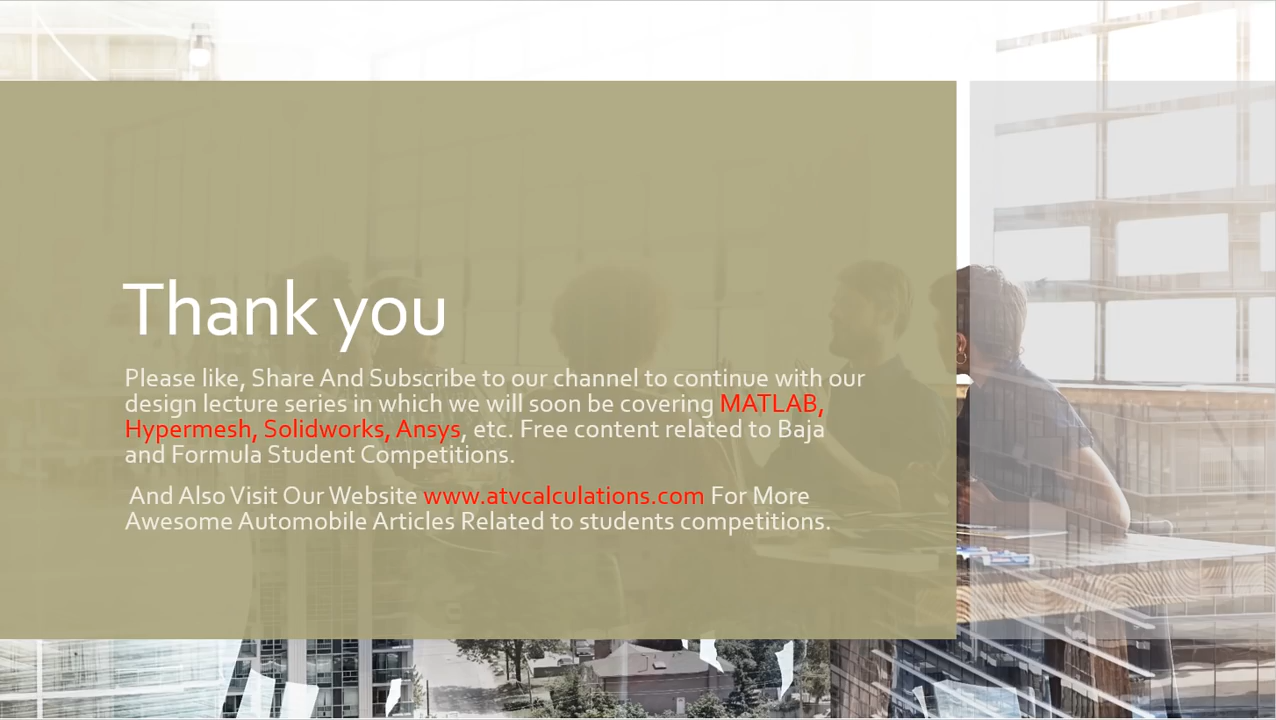 Thank you
Please like, Share And Subscribe to our channel to continue with our
design lecture series in which we will soon be covering MATLAB,
Hypermesh, Solidworks, Ansys, etc. Free content related to Baja
and Formula Student Competitions.
And Also Visit Our Website www.atvcalculations.com For More
Awesome Automobile Articles Related to students competitions.